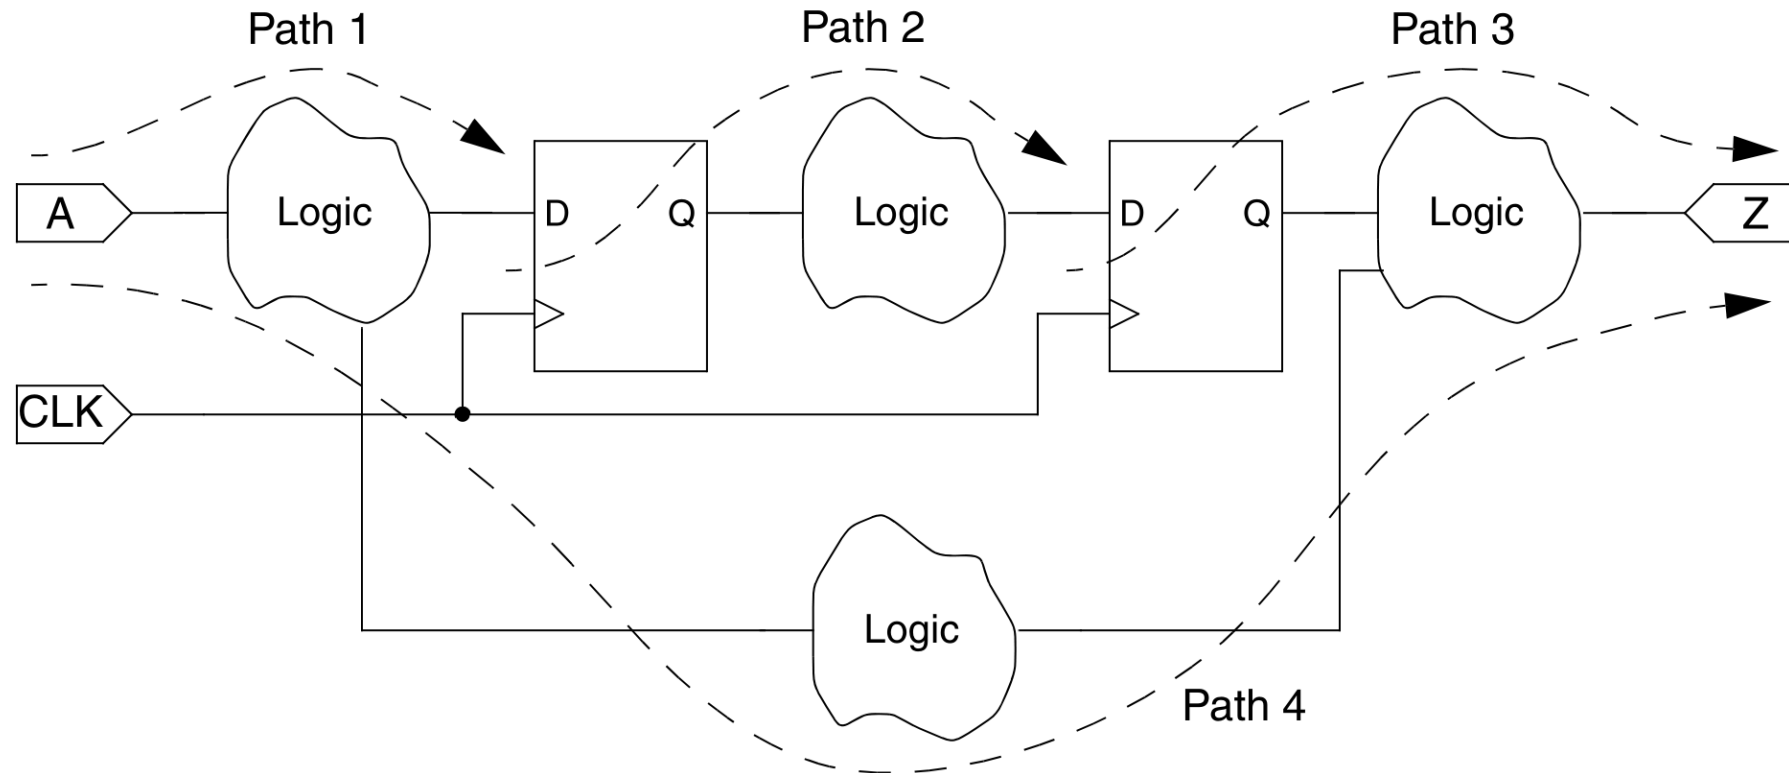 Path 1
Path 2
Path 3
A
Logic
D
Q
Logic
D
Q
Logic
Z
CLK
Logic
Path 4